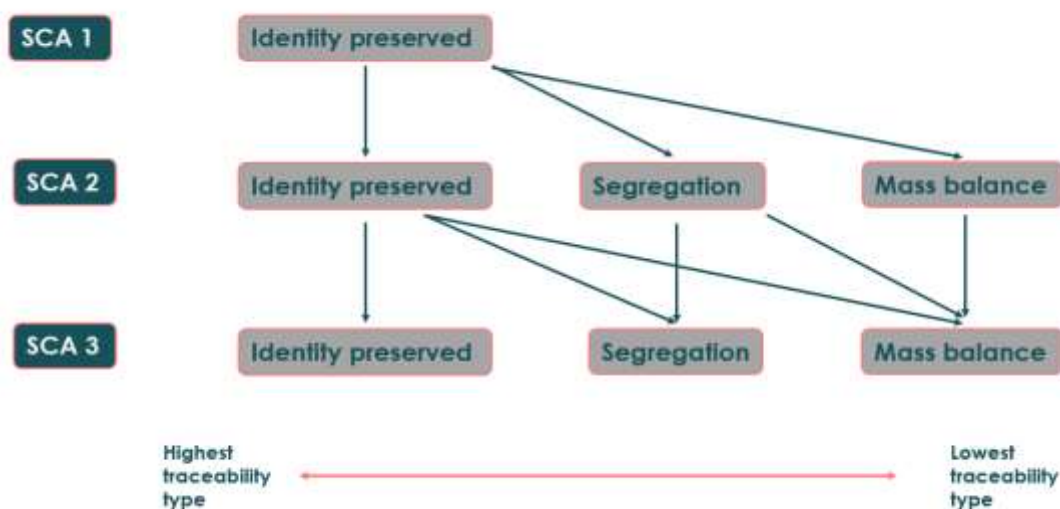 SCA 1
Identity preserved
SCA 2
Identity preserved
Segregation
Mass balance
SCA 3
Identity preserved
Segregation
Mass balance
Highest
traceability
type
Lowest
traceability
type